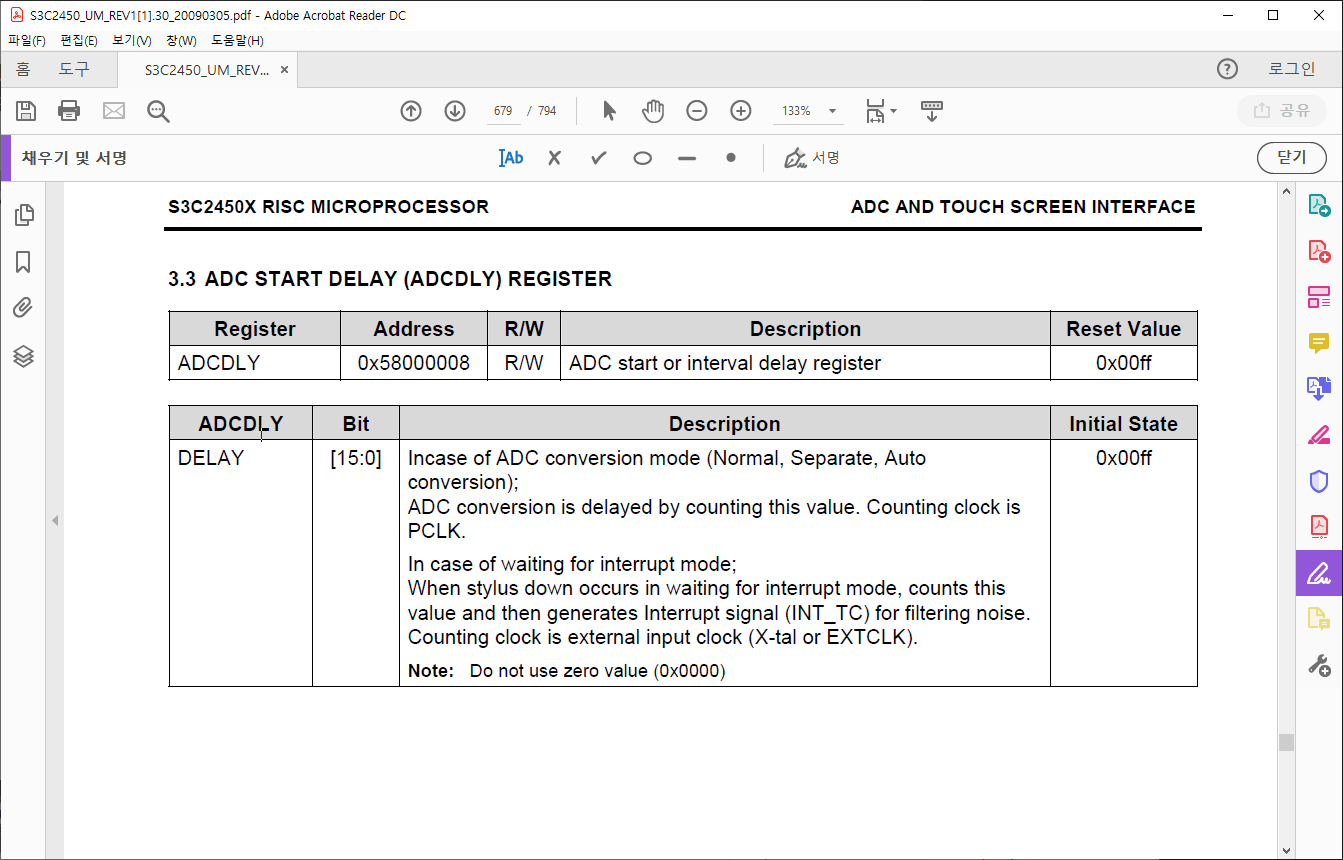 S3C2450_UM_REV1[1].30_20090305.pdf - Adobe Acrobat Reader DC
파일(F) 편집(E) 보기(V) 창(W) 도움말(H)
홈 도구 S3C2450_UM_REV... × 로그인
679 / 794 133% 공유
채우기 및 서명 Ab 서명 닫기
S3C2450X RISC MICROPROCESSOR ADC AND TOUCH SCREEN INTERFACE
3.3 ADC START DELAY (ADCDLY) REGISTER
Register Address R/W Description Reset Value
ADCDLY 0x58000008 R/W ADC start or interval delay register 0x00ff
ADCDLY Bit Description Initial State
DELAY [15:0] Incase of ADC conversion mode (Normal, Separate, Auto 0x00ff
conversion);
ADC conversion is delayed by counting this value. Counting clock is
PCLK.
In case of waiting for interrupt mode;
When stylus down occurs in waiting for interrupt mode, counts this
value and then generates Interrupt signal (INT_TC) for filtering noise.
Counting clock is external input clock (X-tal or EXTCLK).
Note: Do not use zero value (0x0000)